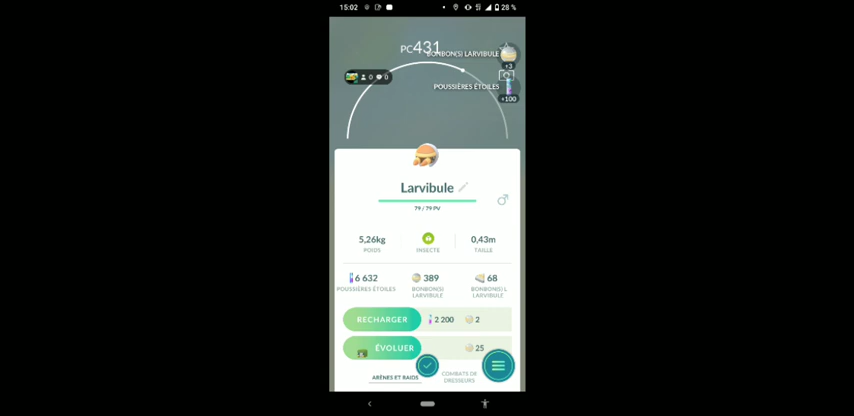 15:02
28 %
PC431
BONBON(S) LARVIBULE
+3
0 0
POUSSIÈRES ÉTOILES
+100
Larvibule
79 / 79 PV
5,26kg
0,43m
POIDS
INSECTE
TAILLE
6 632
389
68
POUSSIÈRES ÉTOILES
BONBON(S) LARVIBULE
BONBON(S) L LARVIBULE
RECHARGER
2 200
2
ÉVOLUER
25
ARÈNES ET RAIDS
COMBATS DE DRESSEURS